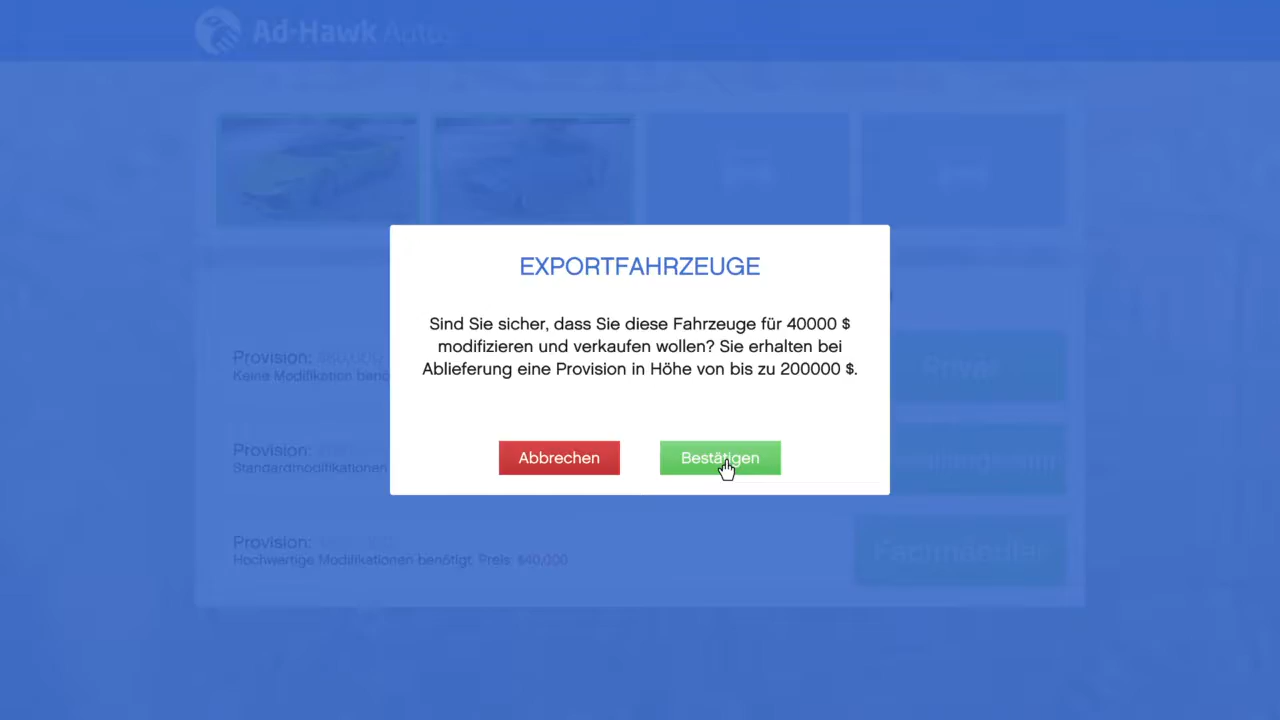 Ad-Hawk Autos
EXPORTFAHRZEUGE
Sind Sie sicher, dass Sie diese Fahrzeuge für 40000 $
modifizieren und verkaufen wollen? Sie erhalten bei
Ablieferung eine Provision in Höhe von bis zu 200000 $.
Provision:
Keine Modifikation
Privat
Provision:
Standardmodifikationen
Abbrechen Bestätigen
Provision:
Hochwertige Modifikationen benötigt. Preis: $40,000
Fachhändler